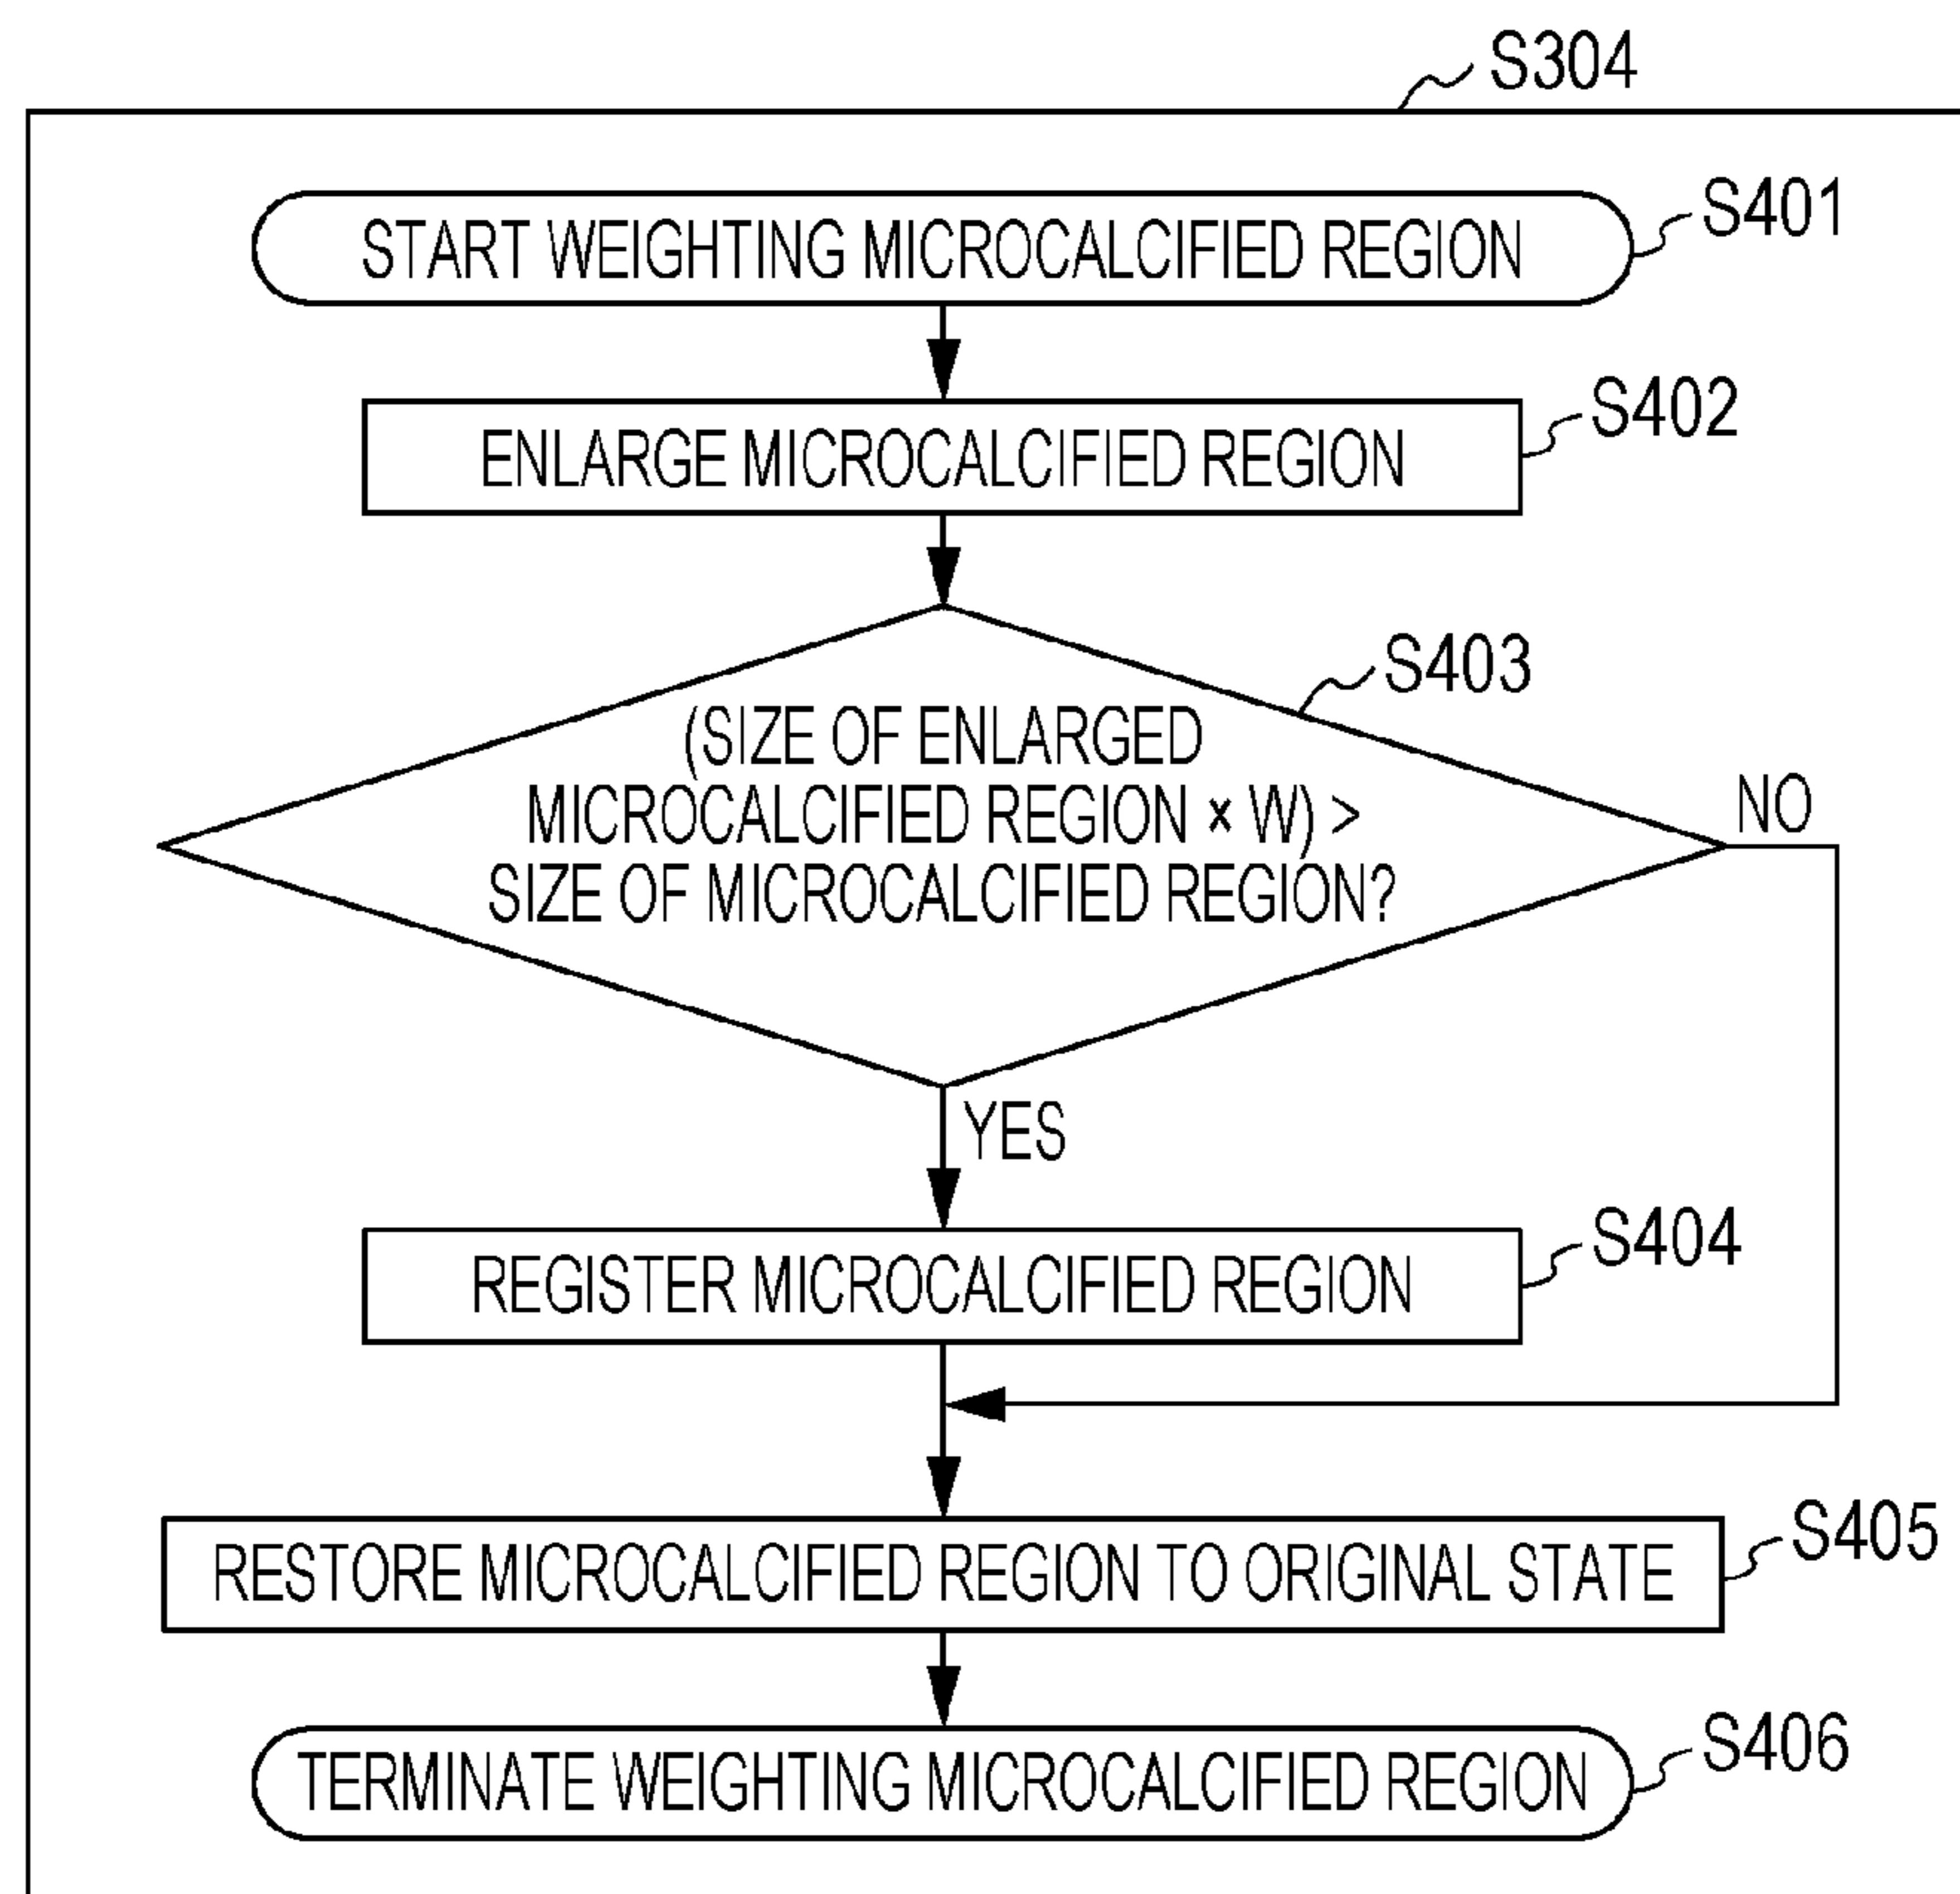 S304
START WEIGHTING MICROCALCIFIED REGION
S401
ENLARGE MICROCALCIFIED REGION
S402
S403
(SIZE OF ENLARGED
MICROCALCIFIED REGION × W) >
SIZE OF MICROCALCIFIED REGION?
NO
YES
REGISTER MICROCALCIFIED REGION
S404
RESTORE MICROCALCIFIED REGION TO ORIGINAL STATE
S405
TERMINATE WEIGHTING MICROCALCIFIED REGION
S406